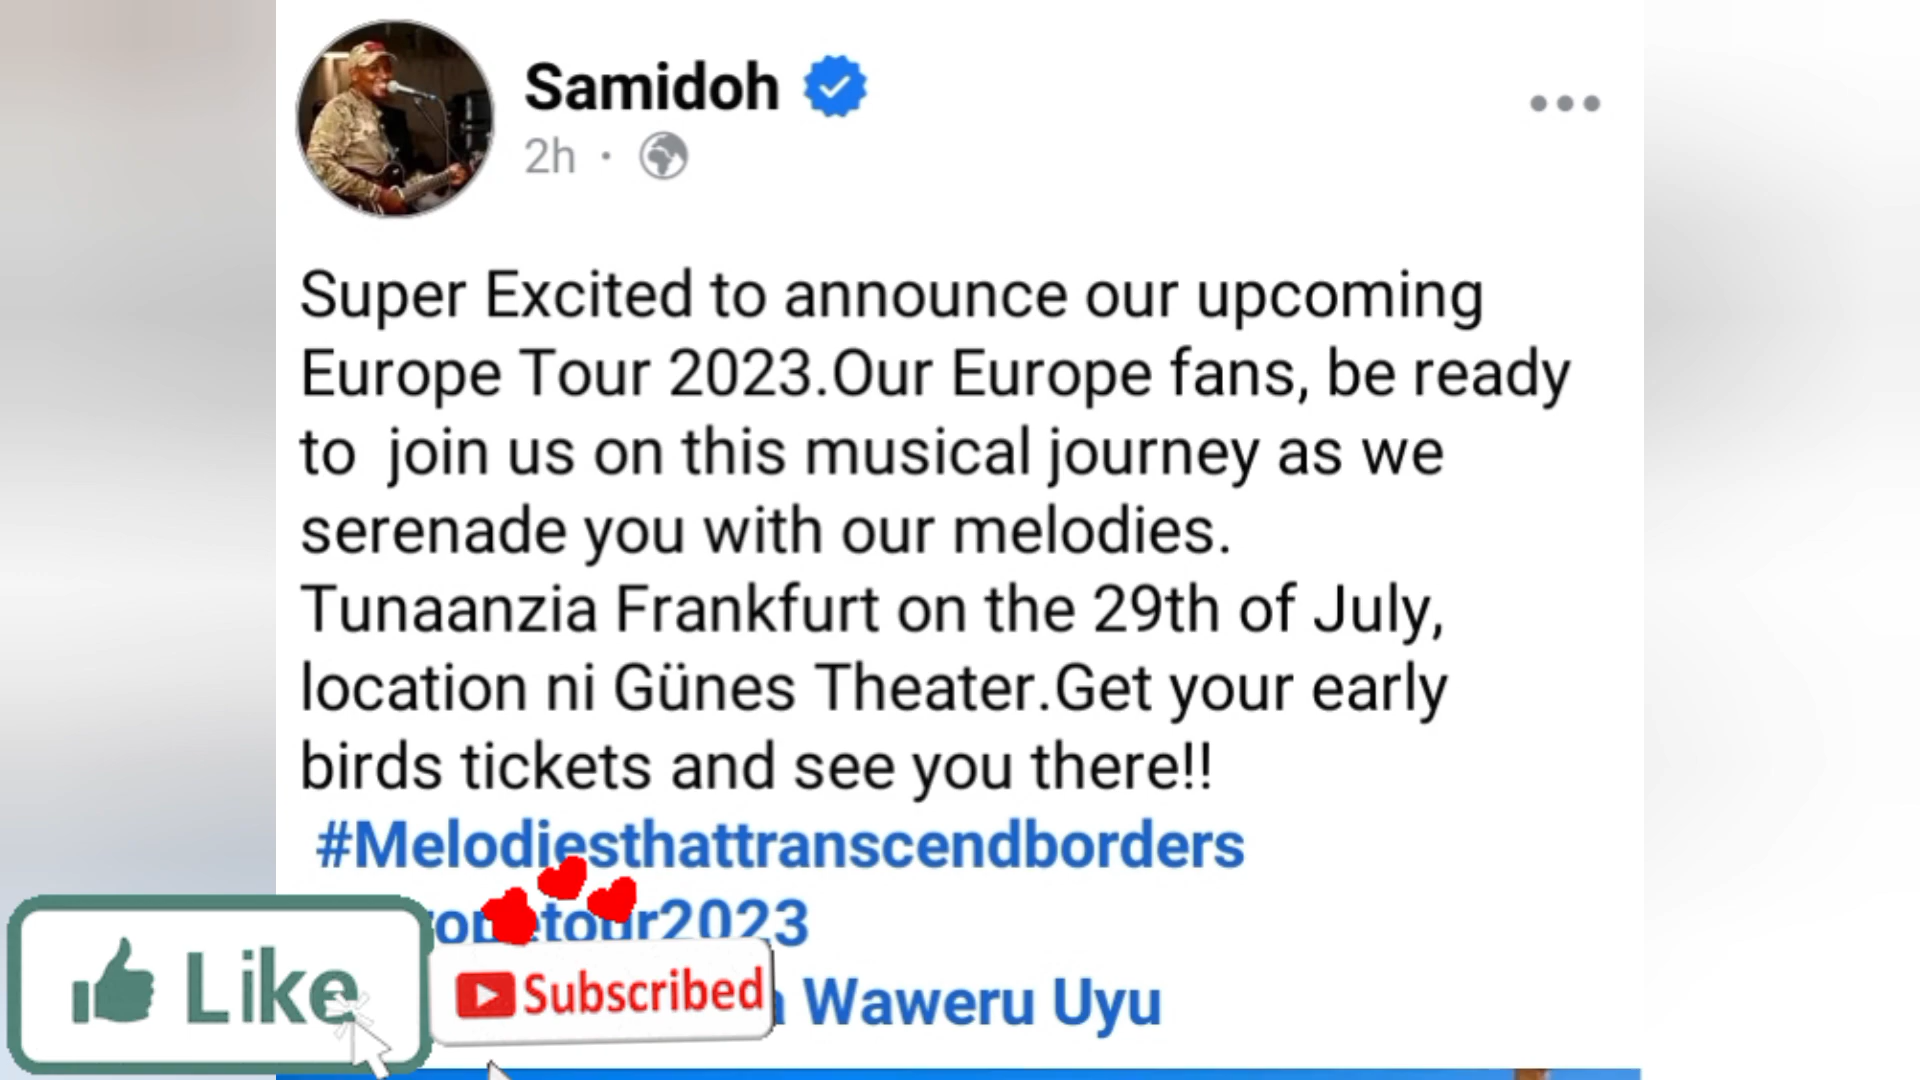 Samidoh
2h ·
Super Excited to announce our upcoming
Europe Tour 2023.Our Europe fans, be ready
to join us on this musical journey as we
serenade you with our melodies.
Tunaanzia Frankfurt on the 29th of July,
location ni Günes Theater.Get your early
birds tickets and see you there!!
#Melodiesthattranscendborders
ropetour2023
Waweru Uyu
Like
Subscribed